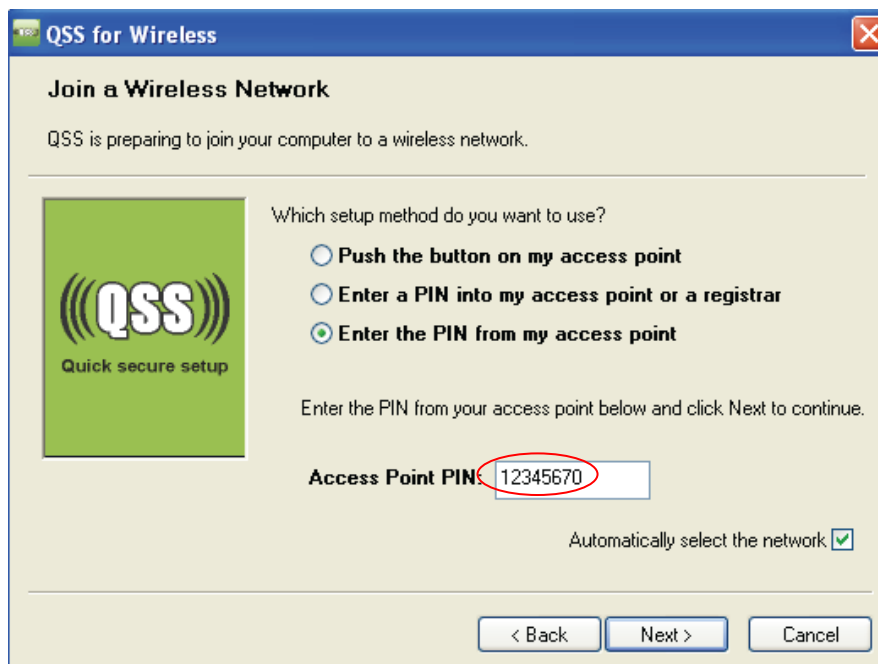 QSS for Wireless
Join a Wireless Network
QSS is preparing to join your computer to a wireless network.
Which setup method do you want to use?
Push the button on my access point
Enter a PIN into my access point or a registrar
Enter the PIN from my access point
QSS
Quick secure setup
Enter the PIN from your access point below and click Next to continue.
Access Point PIN: 12345670
Automatically select the network
< Back Next > Cancel